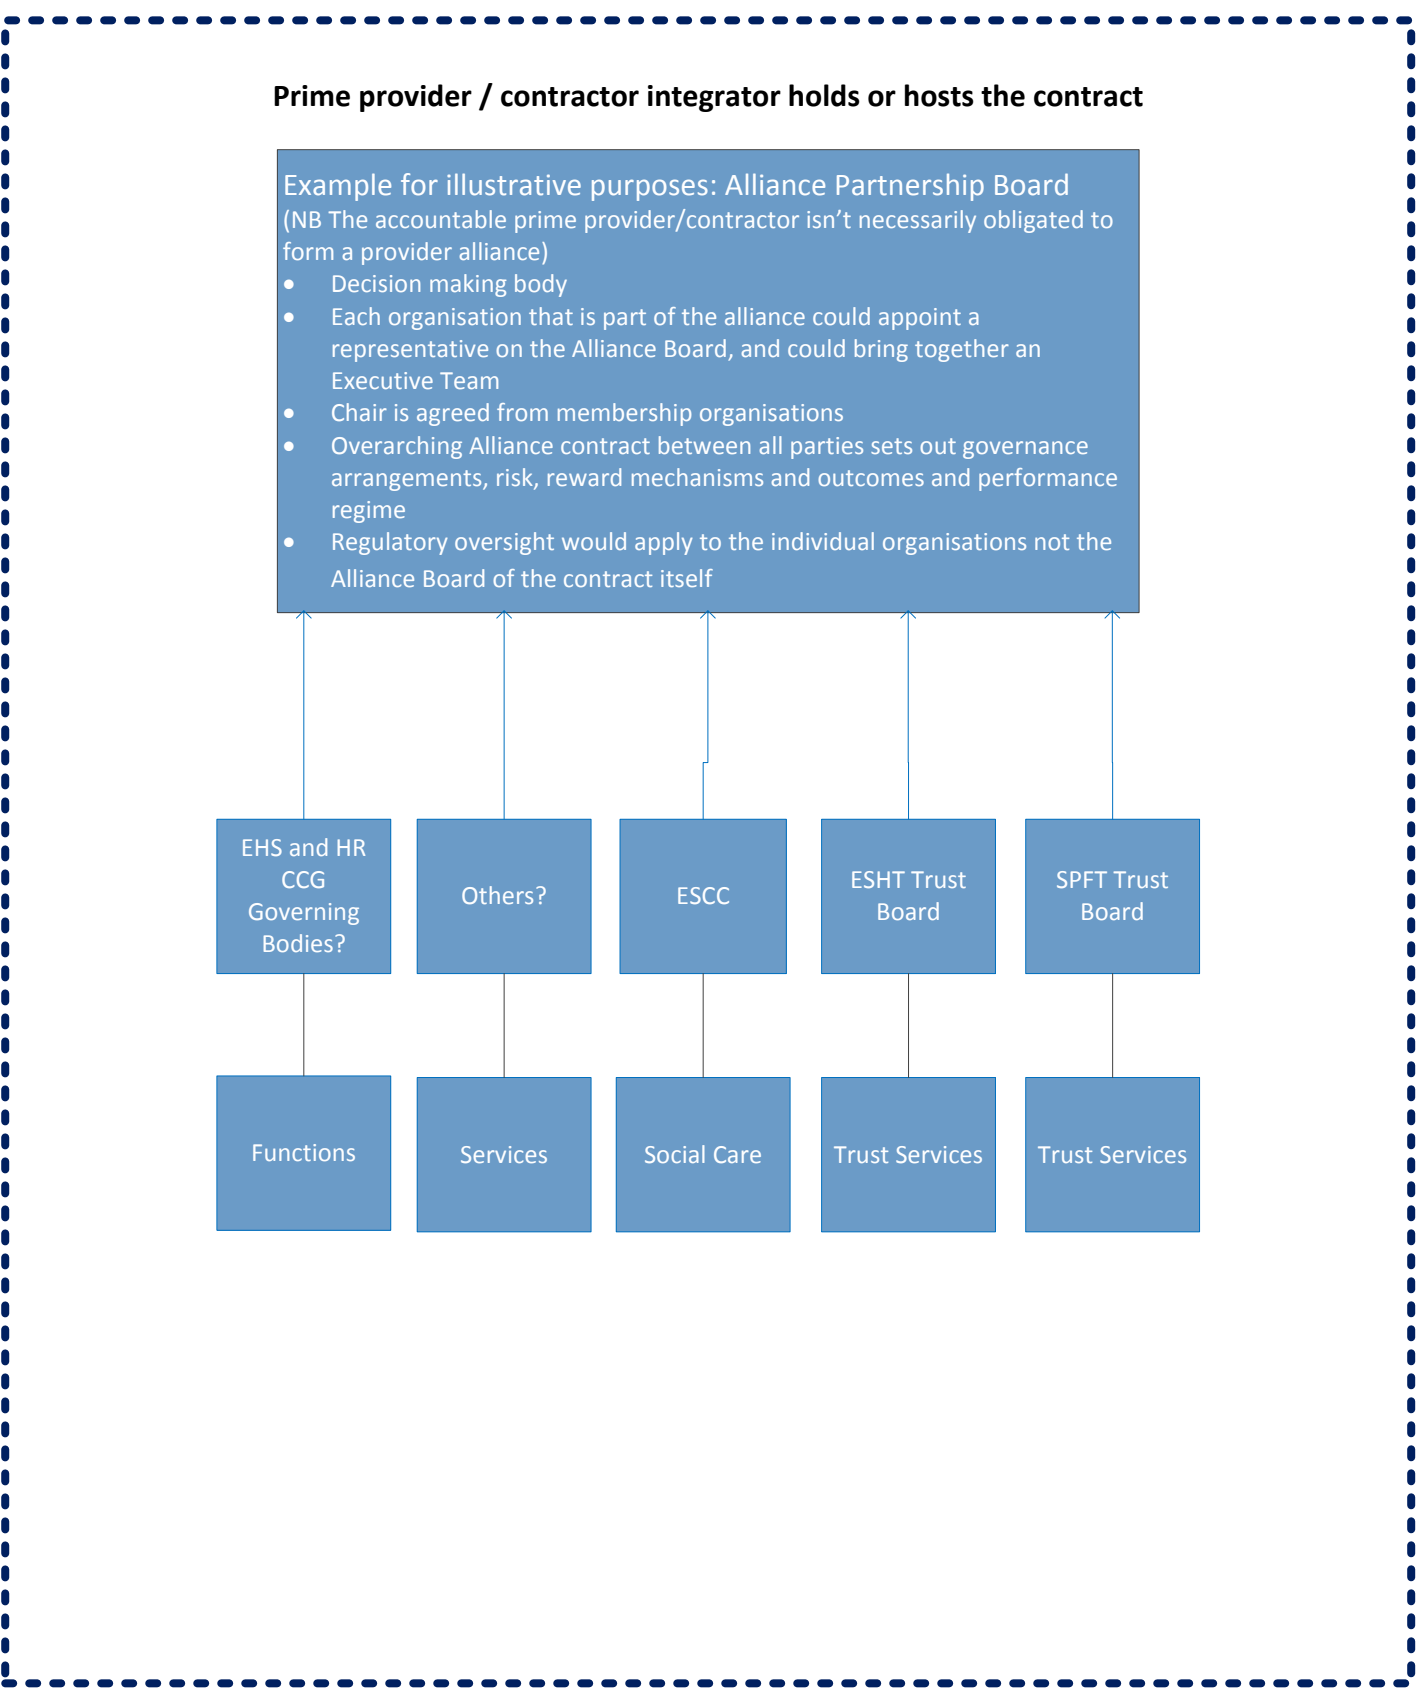 Prime provider / contractor integrator holds or hosts the contract
Example for illustrative purposes: Alliance Partnership Board
(NB The accountable prime provider/contractor isn't necessarily obligated to
form a provider alliance)
• Decision making body
• Each organisation that is part of the alliance could appoint a
representative on the Alliance Board, and could bring together an
Executive Team
• Chair is agreed from membership organisations
• Overarching Alliance contract between all parties sets out governance
arrangements, risk, reward mechanisms and outcomes and performance
regime
• Regulatory oversight would apply to the individual organisations not the
Alliance Board of the contract itself
EHS and HR
CCG
Governing
Bodies?
Others?
ESCC
ESHT Trust
Board
SPFT Trust
Board
Functions
Services
Social Care
Trust Services
Trust Services